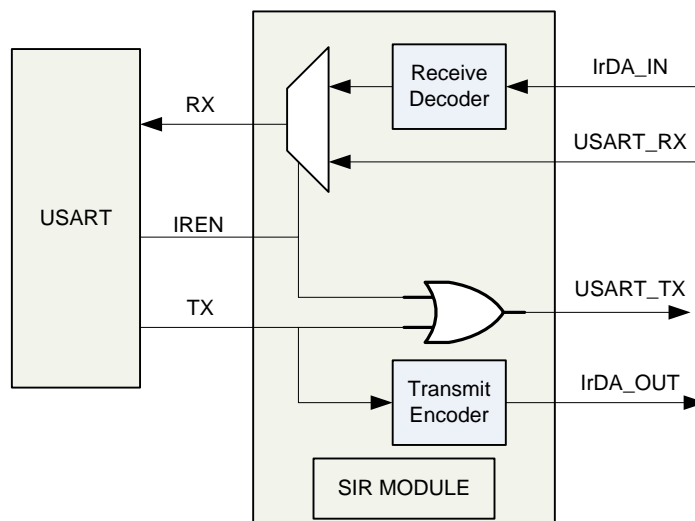 IrDA_IN
Receive
Decoder
RX
USART_RX
USART
IREN
TX
USART_TX
Transmit
Encoder
IrDA_OUT
SIR MODULE